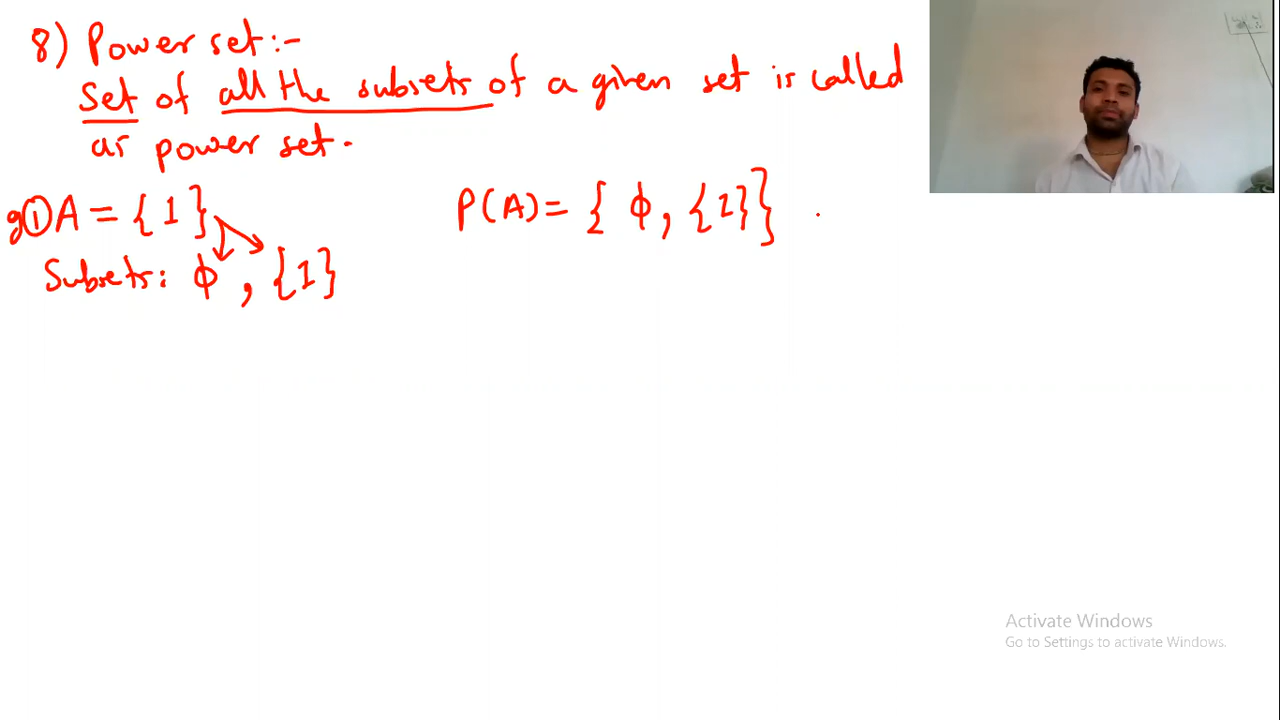 8) Power set:-
Set of all the subsets of a given set is called
as power set.
g① A = {1}
P(A) = { ϕ, {1}}
Subsets: ϕ, {1}
Activate Windows
Go to Settings to activate Windows.